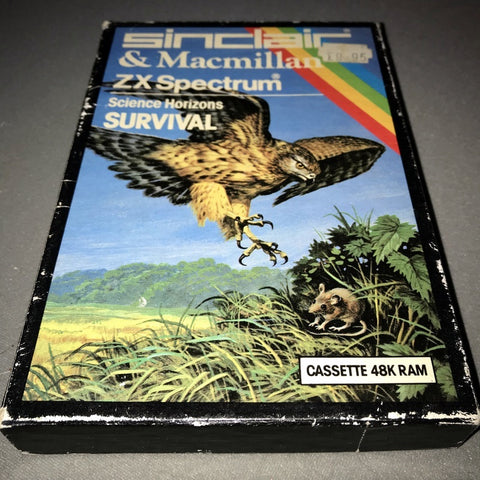 sinclair
& Macmillan
ZX Spectrum®
Science Horizons
SURVIVAL
CASSETTE 48K RAM